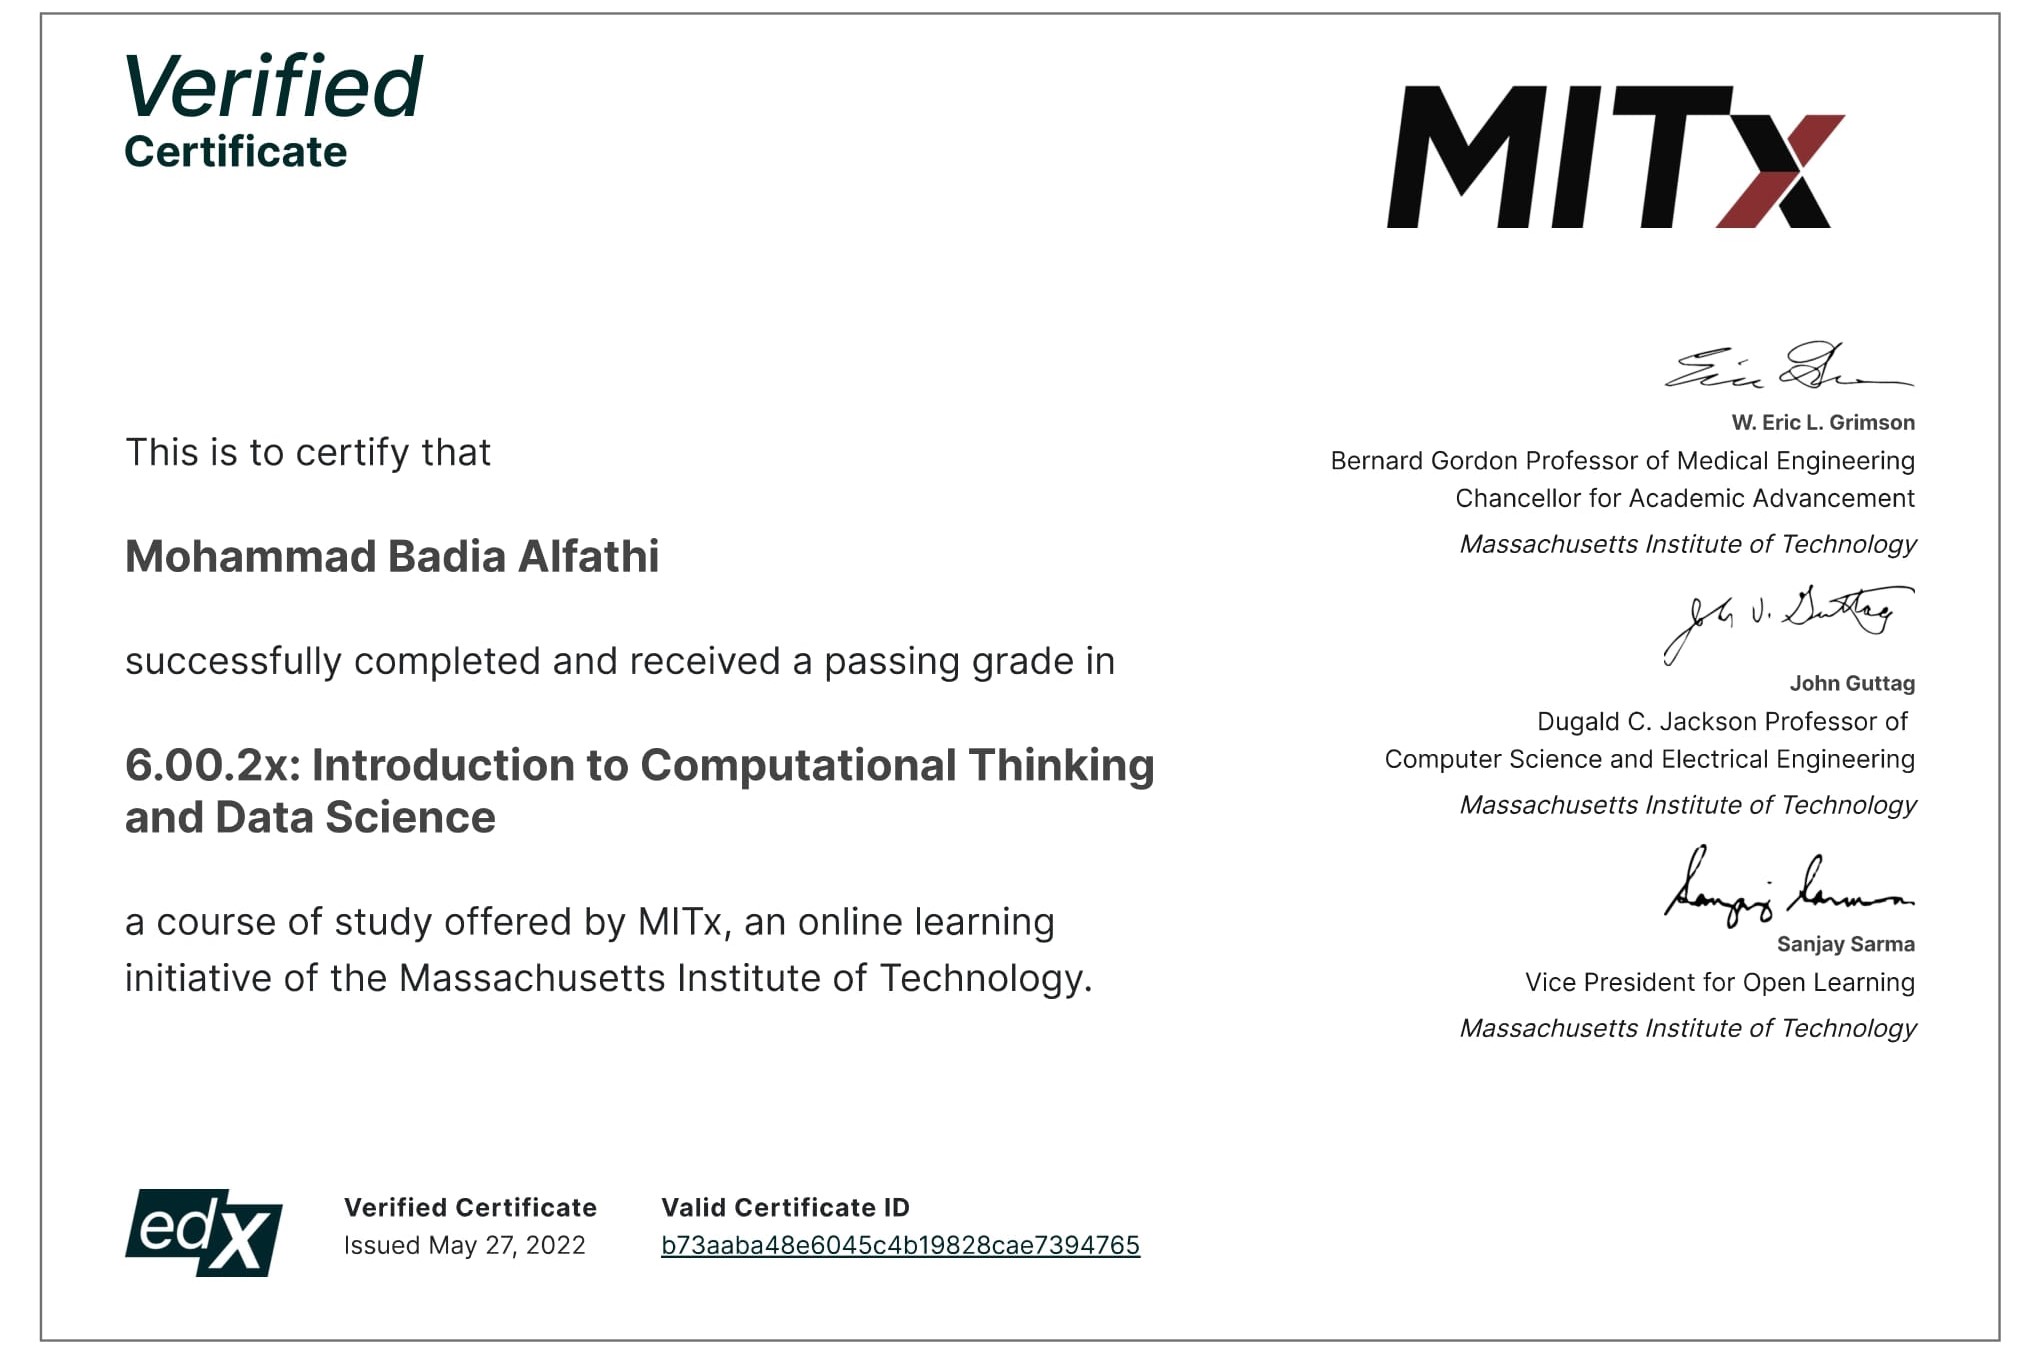 Verified
Certificate
MITx
This is to certify that
Mohammad Badia Alfathi
successfully completed and received a passing grade in
6.00.2x: Introduction to Computational Thinking
and Data Science
a course of study offered by MITx, an online learning
initiative of the Massachusetts Institute of Technology.
W. Eric L. Grimson
Bernard Gordon Professor of Medical Engineering
Chancellor for Academic Advancement
Massachusetts Institute of Technology
John V. Guttag
John Guttag
Dugald C. Jackson Professor of
Computer Science and Electrical Engineering
Massachusetts Institute of Technology
Sanjay Sarma
Sanjay Sarma
Vice President for Open Learning
Massachusetts Institute of Technology
edX
Verified Certificate
Issued May 27, 2022
Valid Certificate ID
b73aaba48e6045c4b19828cae7394765